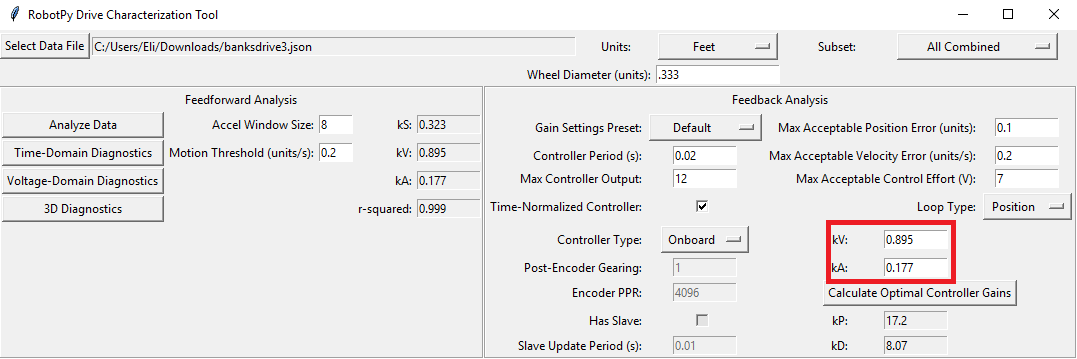 RobotPy Drive Characterization Tool
Select Data File C:/Users/Eli/Downloads/banksdrive3.json Units: Feet Subset: All Combined
Wheel Diameter (units): .333
Feedforward Analysis
Analyze Data Accel Window Size: 8 kS: 0.323
Time-Domain Diagnostics Motion Threshold (units/s): 0.2 kV: 0.895
Voltage-Domain Diagnostics kA: 0.177
3D Diagnostics r-squared: 0.999
Feedback Analysis
Gain Settings Preset: Default Max Acceptable Position Error (units): 0.1
Controller Period (s): 0.02 Max Acceptable Velocity Error (units/s): 0.2
Max Controller Output: 12 Max Acceptable Control Effort (V): 7
Time-Normalized Controller: Loop Type: Position
Controller Type: Onboard kV: 0.895
Post-Encoder Gearing: 1 kA: 0.177
Encoder PPR: 4096 Calculate Optimal Controller Gains
Has Slave: kP: 17.2
Slave Update Period (s): 0.01 kD: 8.07